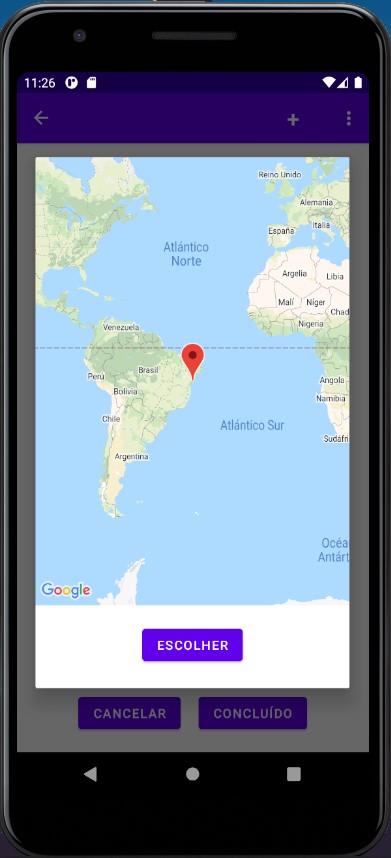 11:26
Reino Unido
Alemania
Italia
España
Atlántico
Norte
Argelia
Libia
Malí
Níger
Chad
Nigeria
Venezuela
Brasil
Perú
Bolivia
Angola
Namibia
Chile
Atlántico Sur
Sudáfri
Argentina
Océa
Antárt
Google
ESCOLHER
CANCELAR
CONCLUÍDO